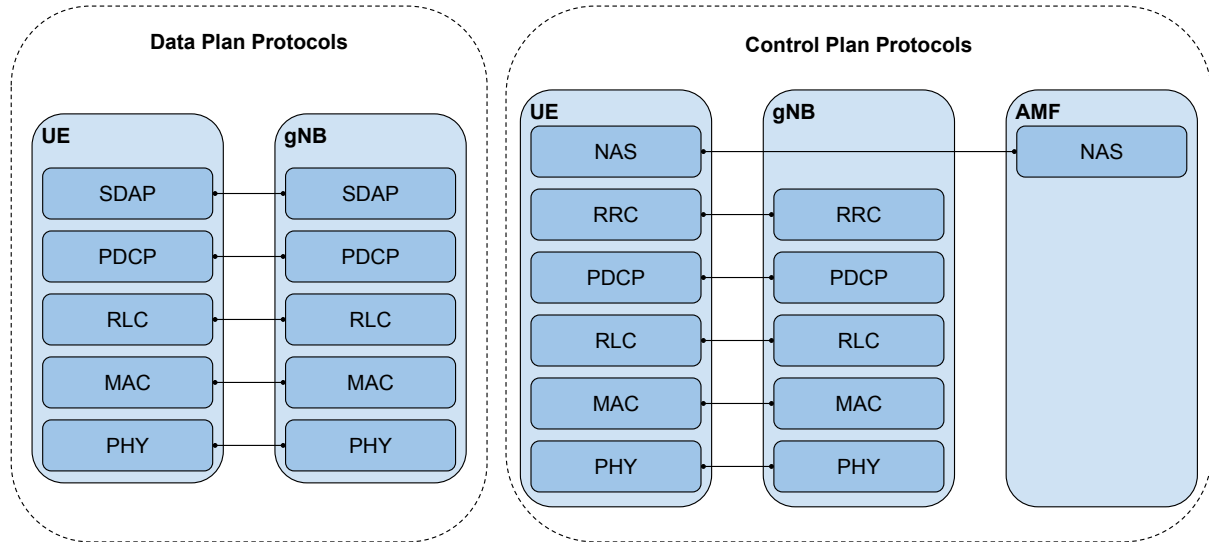 Data Plan Protocols
UE
gNB
SDAP
SDAP
PDCP
PDCP
RLC
RLC
MAC
MAC
PHY
PHY
Control Plan Protocols
UE
gNB
AMF
NAS
NAS
RRC
RRC
PDCP
PDCP
RLC
RLC
MAC
MAC
PHY
PHY